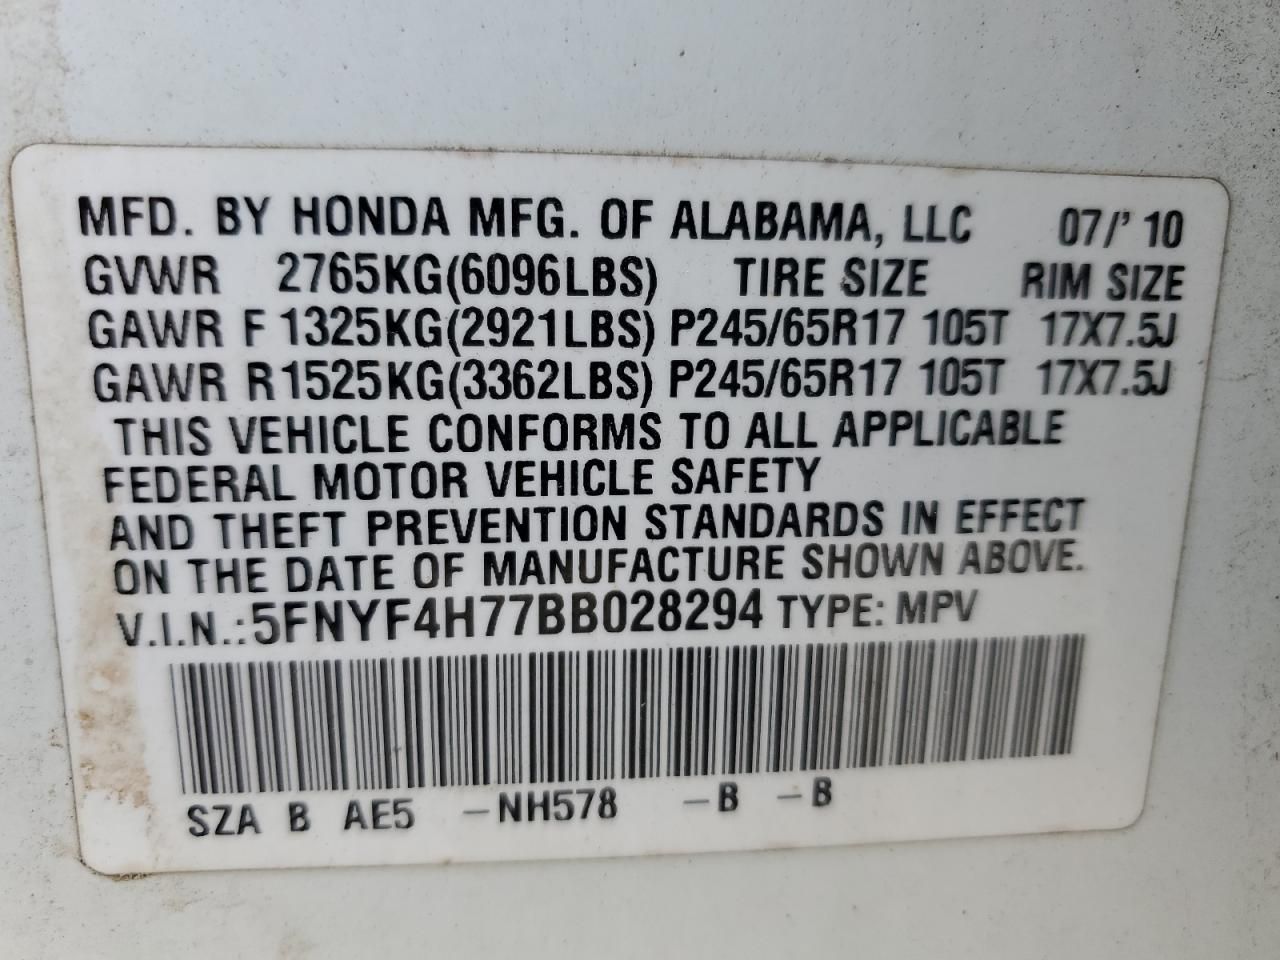 MFD. BY HONDA MFG. OF ALABAMA, LLC 07/' 10
GVWR 2765KG(6096LBS) TIRE SIZE RIM SIZE
GAWR F 1325KG(2921LBS) P245/65R17 105T 17X7.5J
GAWR R 1525KG(3362LBS) P245/65R17 105T 17X7.5J
THIS VEHICLE CONFORMS TO ALL APPLICABLE
FEDERAL MOTOR VEHICLE SAFETY
AND THEFT PREVENTION STANDARDS IN EFFECT
ON THE DATE OF MANUFACTURE SHOWN ABOVE.
V.I.N.:5FNYF4H77BB028294 TYPE: MPV
SZA B AE5 -NH578 -B -B